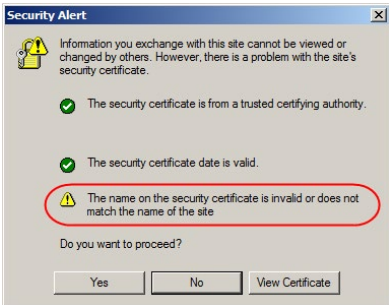 Security Alert
Information you exchange with this site cannot be viewed or
changed by others. However, there is a problem with the site's
security certificate.
The security certificate is from a trusted certifying authority.
The security certificate date is valid.
The name on the security certificate is invalid or does not
match the name of the site
Do you want to proceed?
Yes No View Certificate